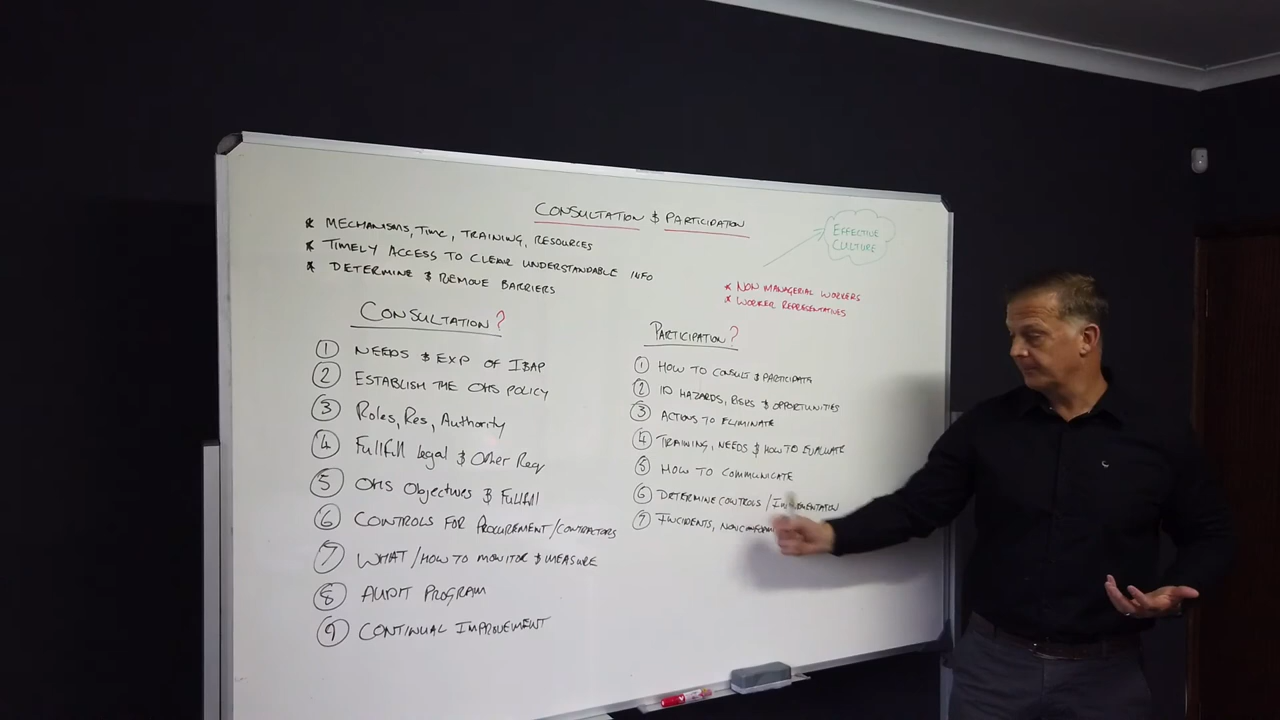 CONSULTATION & PARTICIPATION
* MECHANISMS, TIME, TRAINING, RESOURCES
* TIMELY ACCESS TO CLEAR UNDERSTANDABLE INFO
* DETERMINE & REMOVE BARRIERS
EFFECTIVE
CULTURE
* NON MANAGERIAL WORKERS
* WORKER REPRESENTATIVES
CONSULTATION?
1 NEEDS & EXP OF I&AP
2 ESTABLISH THE OHS POLICY
3 Roles, Res, Authority
4 Fullfill legal & Other Req
5 OHS Objectives & Fullfill
6 CONTROLS FOR PROCUREMENT/CONTRACTORS
7 WHAT/HOW TO MONITOR & MEASURE
8 AUDIT PROGRAM
9 CONTINUAL IMPROVEMENT
PARTICIPATION?
1 HOW TO CONSULT & PARTICIPATE
2 ID HAZARDS, RISKS & OPPORTUNITIES
3 ACTIONS TO ELIMINATE
4 TRAINING, NEEDS & HOW TO EVALUATE
5 HOW TO COMMUNICATE
6 DETERMINE CONTROLS/IMPLEMENTATION
7 INCIDENTS,